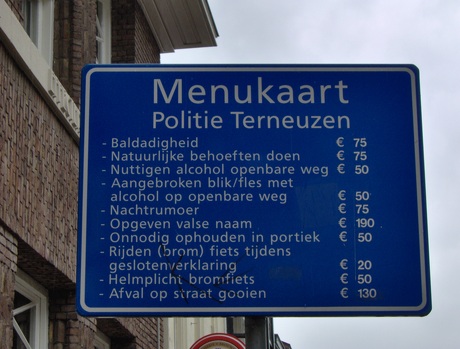 Menukaart
Politie Terneuzen
- Baldadigheid € 75
- Natuurlijke behoeften doen € 75
- Nuttigen alcohol openbare weg € 50
- Aangebroken blik/fles met
alcohol op openbare weg € 50
- Nachtrumoer € 75
- Opgeven valse naam € 190
- Onnodig ophouden in portiek € 50
- Rijden (brom) fiets tijdens
geslotenverklaring € 20
- Helmplicht bromfiets € 50
- Afval op straat gooien € 130